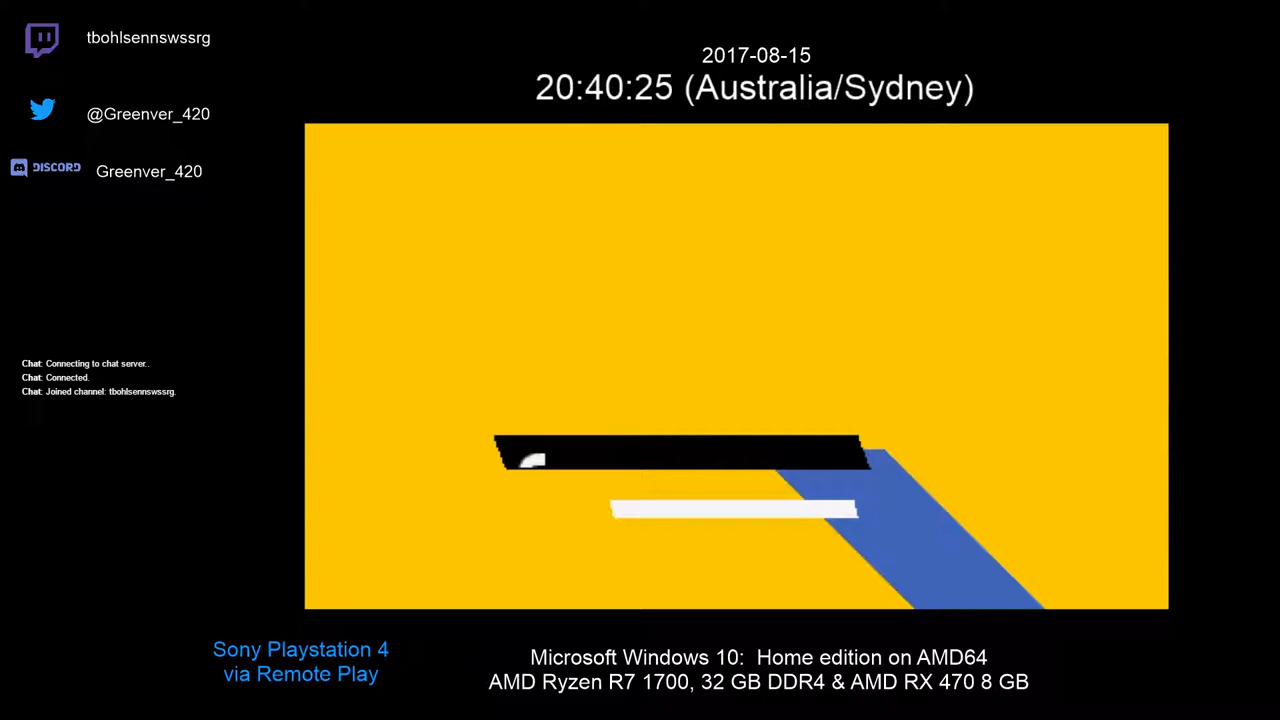 tbohlsennswssrg
@Greenver_420
DISCORD
Greenver_420
2017-08-15
20:40:25 (Australia/Sydney)
Chat: Connecting to chat server..
Chat: Connected.
Chat: Joined channel: tbohlsennswssrg.
Sony Playstation 4
via Remote Play
Microsoft Windows 10:  Home edition on AMD64
AMD Ryzen R7 1700, 32 GB DDR4 & AMD RX 470 8 GB